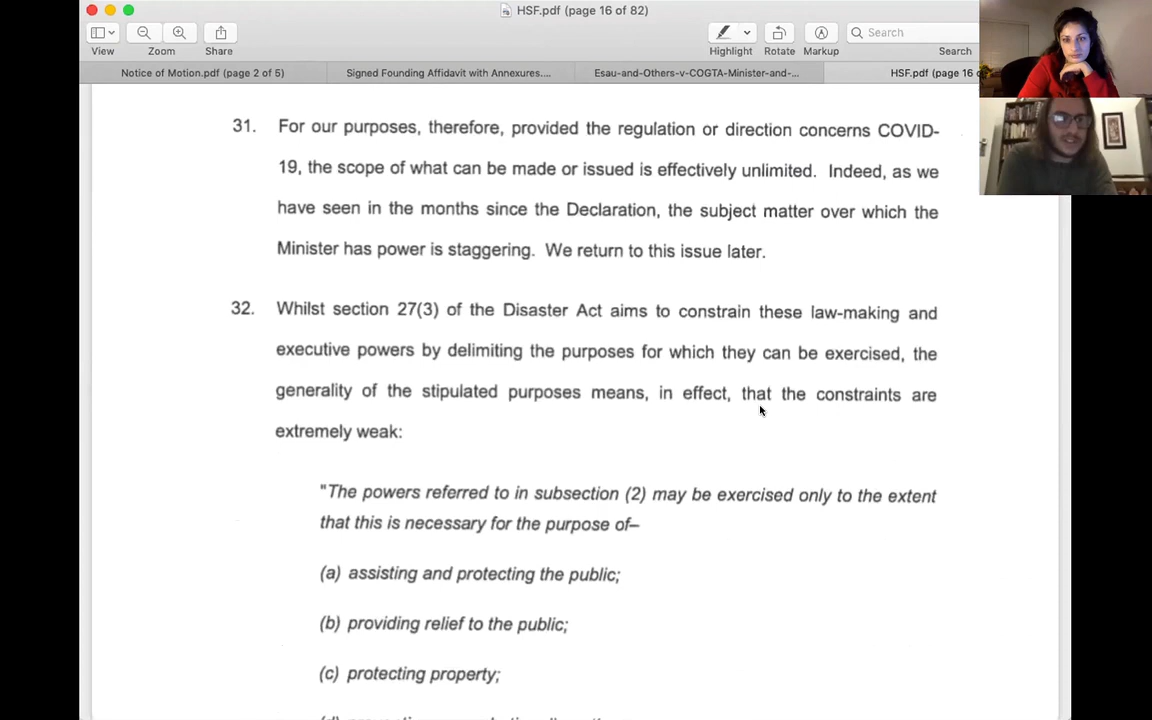 HSF.pdf (page 16 of 82)
View
Zoom
Share
Highlight
Rotate
Markup
Search
Search
Notice of Motion.pdf (page 2 of 5)
Signed Founding Affidavit with Annexures....
Esau-and-Others-v-COGTA-Minister-and-...
HSF.pdf (page 16
31. For our purposes, therefore, provided the regulation or direction concerns COVID-
19, the scope of what can be made or issued is effectively unlimited. Indeed, as we
have seen in the months since the Declaration, the subject matter over which the
Minister has power is staggering. We return to this issue later.
32. Whilst section 27(3) of the Disaster Act aims to constrain these law-making and
executive powers by delimiting the purposes for which they can be exercised, the
generality of the stipulated purposes means, in effect, that the constraints are
extremely weak:
"The powers referred to in subsection (2) may be exercised only to the extent
that this is necessary for the purpose of–
(a) assisting and protecting the public;
(b) providing relief to the public;
(c) protecting property;